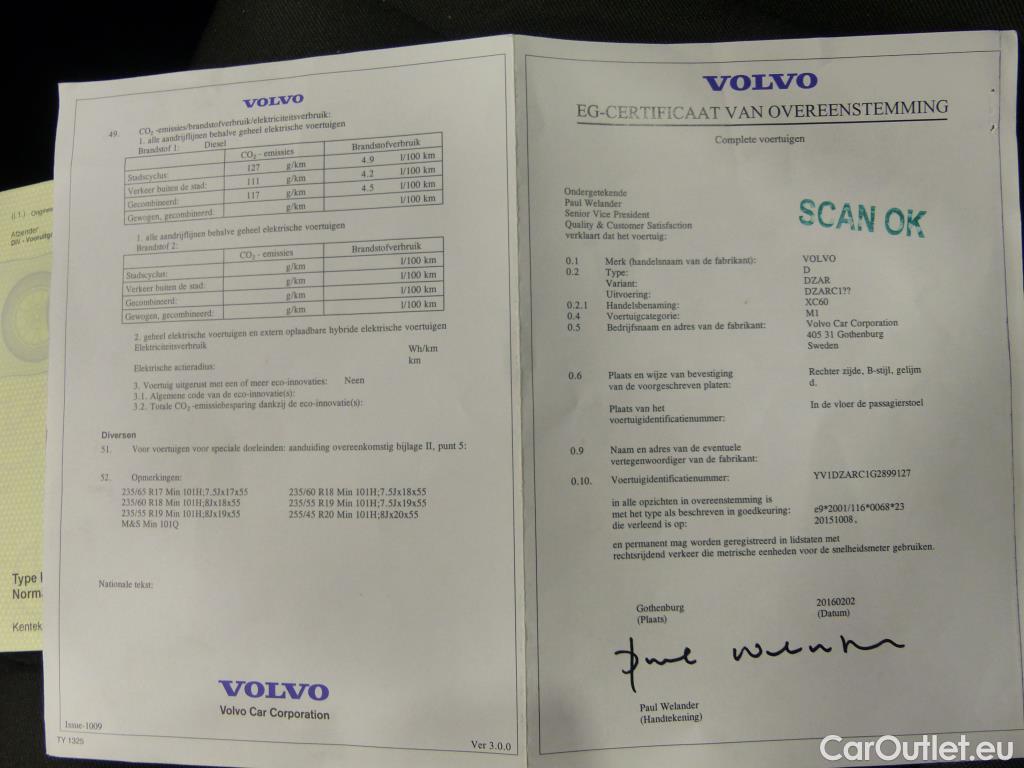 VOLVO
49. CO2 -emissies/brandstofverbruik/elektriciteitsverbruik:
1. alle aandrijflijnen behalve geheel elektrische voertuigen
Brandstof 1: Diesel
CO2 - emissies Brandstofverbruik
Stadscyclus: 127 g/km 4.9 l/100 km
Verkeer buiten de stad: 111 g/km 4.2 l/100 km
Gecombineerd: 117 g/km 4.5 l/100 km
Gewogen, gecombineerd: g/km l/100 km
1. alle aandrijflijnen behalve geheel elektrische voertuigen
Brandstof 2:
CO2 - emissies Brandstofverbruik
Stadscyclus: g/km l/100 km
Verkeer buiten de stad: g/km l/100 km
Gecombineerd: g/km l/100 km
Gewogen, gecombineerd: g/km l/100 km
2. geheel elektrische voertuigen en extern oplaadbare hybride elektrische voertuigen
Elektriciteitsverbruik Wh/km
Elektrische actieradius: km
3. Voertuig uitgerust met een of meer eco-innovaties: Neen
3.1. Algemene code van de eco-innovatie(s):
3.2. Totale CO2 -emissiebesparing dankzij de eco-innovatie(s):
Diversen
51. Voor voertuigen voor speciale doeleinden: aanduiding overeenkomstig bijlage II, punt 5:
52. Opmerkingen:
235/65 R17 Min 101H;7.5Jx17x55 235/60 R18 Min 101H;7.5Jx18x55
235/60 R18 Min 101H;8Jx18x55 235/55 R19 Min 101H;7.5Jx19x55
235/55 R19 Min 101H;8Jx19x55 255/45 R20 Min 101H;8Jx20x55
M&S Min 101Q
Nationale tekst:
VOLVO
Volvo Car Corporation
Issue-1009
TY 1325
Ver 3.0.0
VOLVO
EG-CERTIFICAAT VAN OVEREENSTEMMING
Complete voertuigen
Ondergetekende
Paul Welander
Senior Vice President
Quality & Customer Satisfaction
verklaart dat het voertuig:
SCAN OK
0.1 Merk (handelsnaam van de fabrikant): VOLVO
0.2 Type: D
Variant: DZAR
Uitvoering: DZARC1??
0.2.1 Handelsbenaming: XC60
0.4 Voertuigcategorie: M1
0.5 Bedrijfsnaam en adres van de fabrikant: Volvo Car Corporation
405 31 Gothenburg
Sweden
0.6 Plaats en wijze van bevestiging Rechter zijde, B-stijl, gelijm
van de voorgeschreven platen: d.
Plaats van het In de vloer de passagierstoel
voertuigidentificatienummer:
0.9 Naam en adres van de eventuele
vertegenwoordiger van de fabrikant:
0.10. Voertuigidentificatienummer: YV1DZARC1G2899127
in alle opzichten in overeenstemming is
met het type als beschreven in goedkeuring: e9*2001/116*0068*23
die verleend is op: 20151008,
en permanent mag worden geregistreerd in lidstaten met
rechtsrijdend verkeer die metrische eenheden voor de snelheidsmeter gebruiken.
Gothenburg 20160202
(Plaats) (Datum)
Paul Welander
Paul Welander
(Handtekening)
(J.1.)
Afzender
Type
Norm
Kentek
CarOutlet.eu